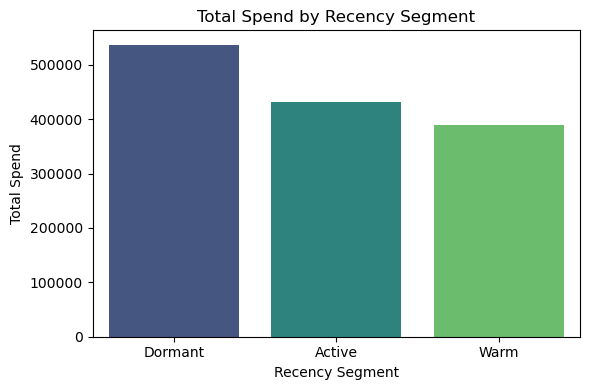 Total Spend by Recency Segment
Total Spend
500000
400000
300000
200000
100000
0
Dormant Active Warm
Recency Segment